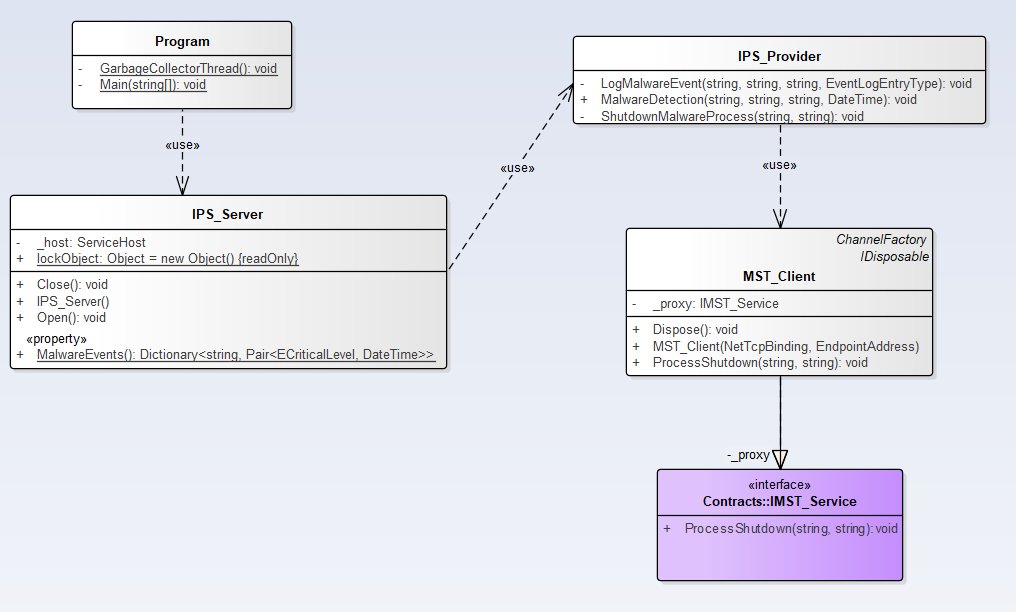 Program
- GarbageCollectorThread(): void
- Main(string[]): void
«use»
IPS_Server
- _host: ServiceHost
+ lockObject: Object = new Object() {readOnly}
+ Close(): void
+ IPS_Server()
+ Open(): void
«property»
+ MalwareEvents(): Dictionary<string, Pair<ECriticalLevel, DateTime>>
«use»
IPS_Provider
- LogMalwareEvent(string, string, string, EventLogEntryType): void
+ MalwareDetection(string, string, string, DateTime): void
- ShutdownMalwareProcess(string, string): void
«use»
ChannelFactory
IDisposable
MST_Client
- _proxy: IMST_Service
+ Dispose(): void
+ MST_Client(NetTcpBinding, EndpointAddress)
+ ProcessShutdown(string, string): void
-_proxy
«interface»
Contracts::IMST_Service
+ ProcessShutdown(string, string): void